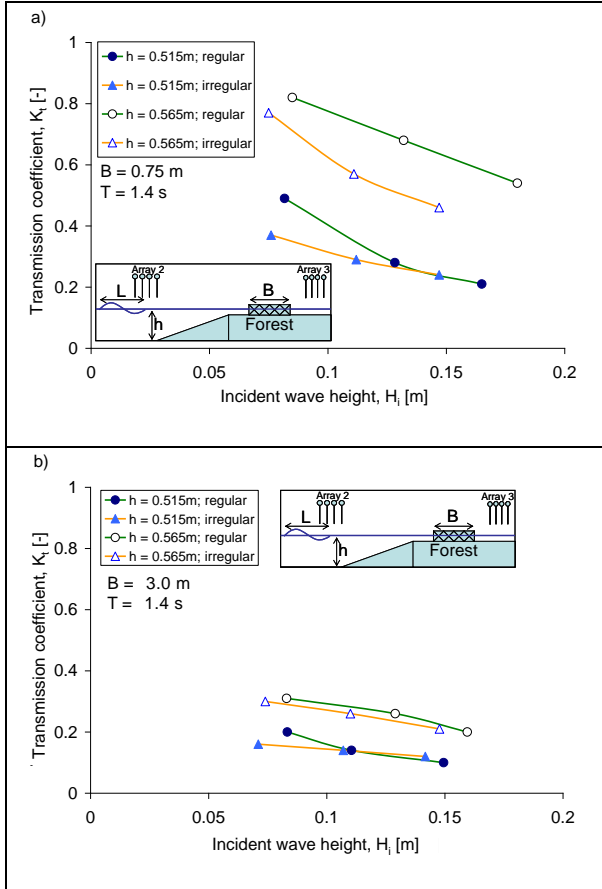 a)
1
0.8
0.6
0.4
0.2
0
Transmission coefficient, Kt [-]
h = 0.515m; regular
h = 0.515m; irregular
h = 0.565m; regular
h = 0.565m; irregular
B = 0.75 m
T = 1.4 s
Array 2
Array 3
L
B
h
Forest
0 0.05 0.1 0.15 0.2
Incident wave height, Hi [m]
b)
1
0.8
0.6
0.4
0.2
0
Transmission coefficient, Kt [-]
h = 0.515m; regular
h = 0.515m; irregular
h = 0.565m; regular
h = 0.565m; irregular
B = 3.0 m
T = 1.4 s
Array 2
Array 3
L
B
h
Forest
0 0.05 0.1 0.15 0.2
Incident wave height, Hi [m]